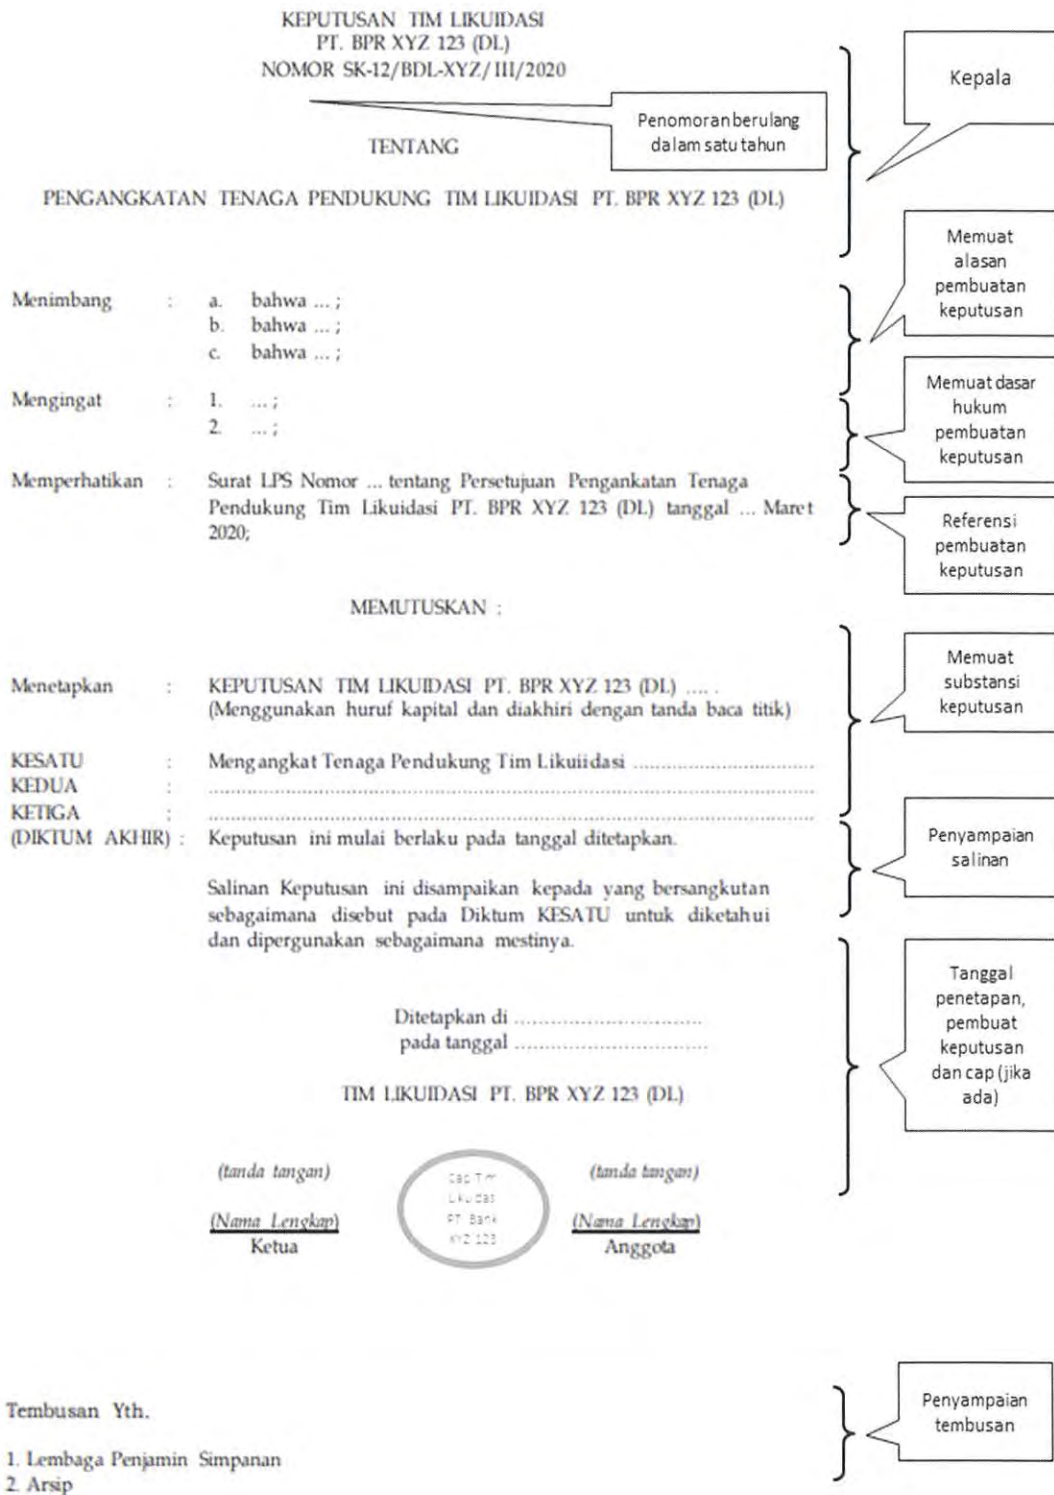 KEPUTUSAN TIM LIKUIDASI
PT. BPR XYZ 123 (DL)
NOMOR SK-12/BDL-XYZ/III/2020
Kepala
Penomoran berulang
dalam satu tahun
TENTANG
PENGANGKATAN TENAGA PENDUKUNG TIM LIKUIDASI PT. BPR XYZ 123 (DL)
Memuat
alasan
pembuatan
keputusan
Menimbang : a. bahwa ... ;
b. bahwa ... ;
c. bahwa ... ;
Memuat dasar
hukum
pembuatan
keputusan
Mengingat : 1. ... ;
2. ... ;
Memperhatikan : Surat LPS Nomor ... tentang Persetujuan Pengankatan Tenaga
Pendukung Tim Likuidasi PT. BPR XYZ 123 (DL) tanggal ... Maret
2020;
Referensi
pembuatan
keputusan
MEMUTUSKAN :
Memuat
substansi
keputusan
Menetapkan : KEPUTUSAN TIM LIKUIDASI PT. BPR XYZ 123 (DL) .... .
(Menggunakan huruf kapital dan diakhiri dengan tanda baca titik)
KESATU : Mengangkat Tenaga Pendukung Tim Likuiidasi ..............................
KEDUA : ....................................................................................................
KETIGA : ....................................................................................................
(DIKTUM AKHIR) : Keputusan ini mulai berlaku pada tanggal ditetapkan.
Penyampaian
salinan
Salinan Keputusan ini disampaikan kepada yang bersangkutan
sebagaimana disebut pada Diktum KESATU untuk diketahui
dan dipergunakan sebagaimana mestinya.
Tanggal
penetapan,
pembuat
keputusan
dan cap (jika
ada)
Ditetapkan di ...............................
pada tanggal ................................
TIM LIKUIDASI PT. BPR XYZ 123 (DL)
(tanda tangan) (tanda tangan)
Cap Tim
Likuidasi
PT. Bank
XYZ 123
(Nama Lengkap) (Nama Lengkap)
Ketua Anggota
Penyampaian
tembusan
Tembusan Yth.
1. Lembaga Penjamin Simpanan
2. Arsip